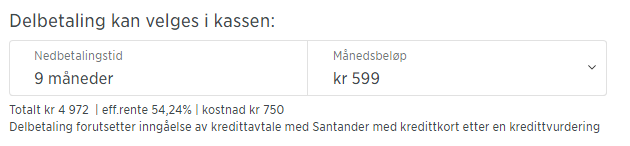 Delbetaling kan velges i kassen:
Nedbetalingstid
9 måneder
Månedsbeløp
kr 599
Totalt kr 4 972 | eff.rente 54,24% | kostnad kr 750
Delbetaling forutsetter inngåelse av kredittavtale med Santander med kredittkort etter en kredittvurdering